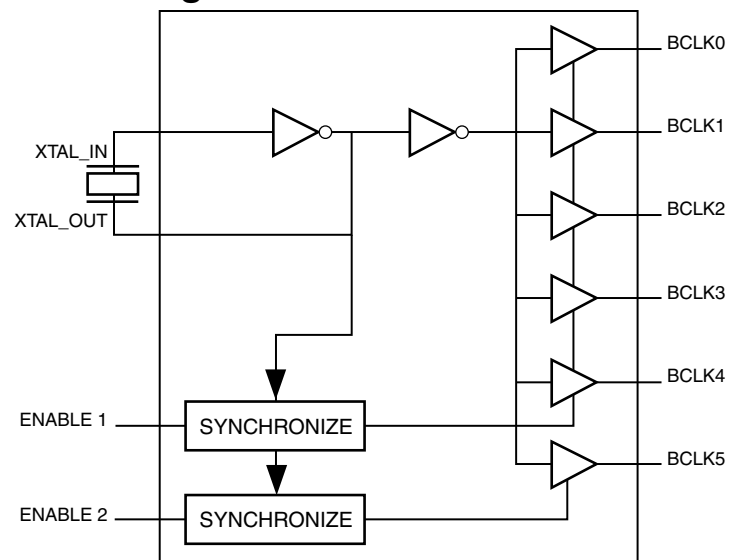 BCLK0
BCLK1
XTAL_IN
XTAL_OUT
BCLK2
BCLK3
BCLK4
ENABLE 1
SYNCHRONIZE
BCLK5
ENABLE 2
SYNCHRONIZE